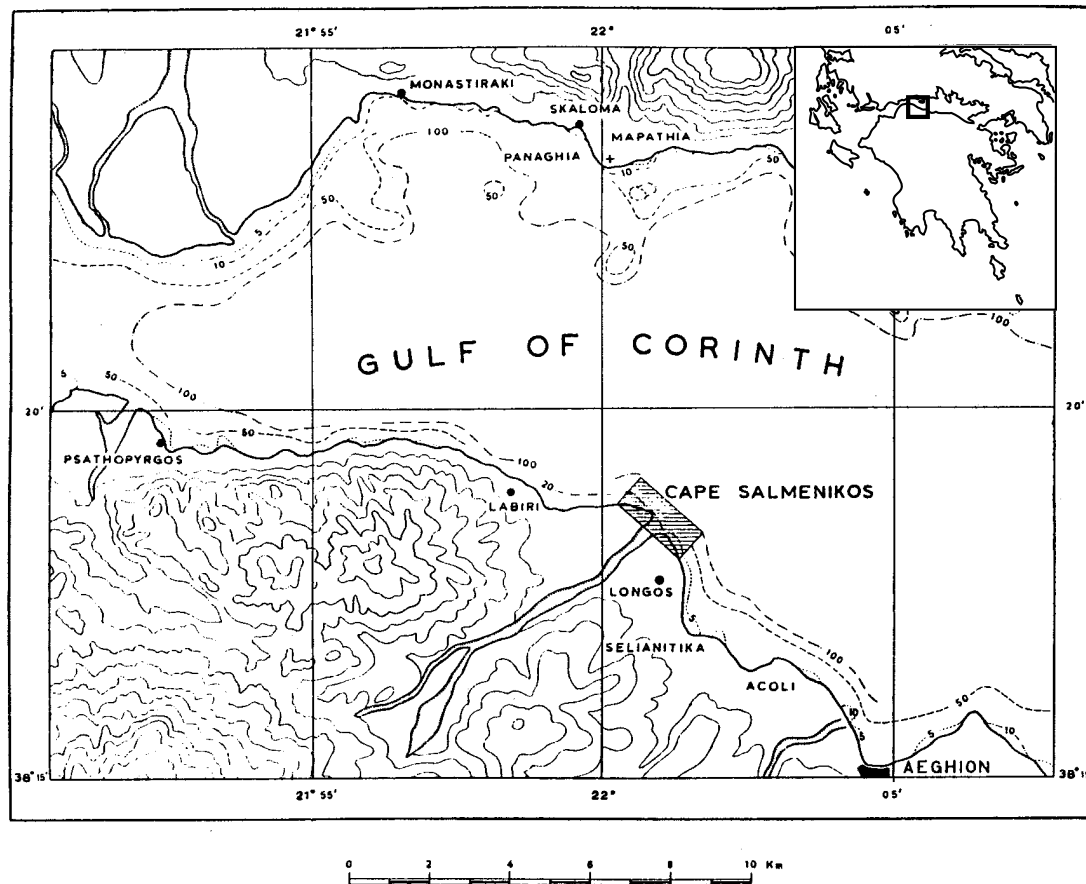 21° 55' 22° 05'
MONASTIRAKI
SKALOMA
100 MAPATHIA
PANAGHIA 10 50
50
50
5
50
10
100
GULF OF CORINTH
5 50 100
20' 20'
50
PSATHOPYRGOS 100
20 CAPE SALMENIKOS
LABIRI
LONGOS
5
SELIANITIKA
100
ACOLI
50
10 10
5
AEGHION
38° 15' 38° 15
21° 55' 22° 05'
0 2 4 6 8 10 Km